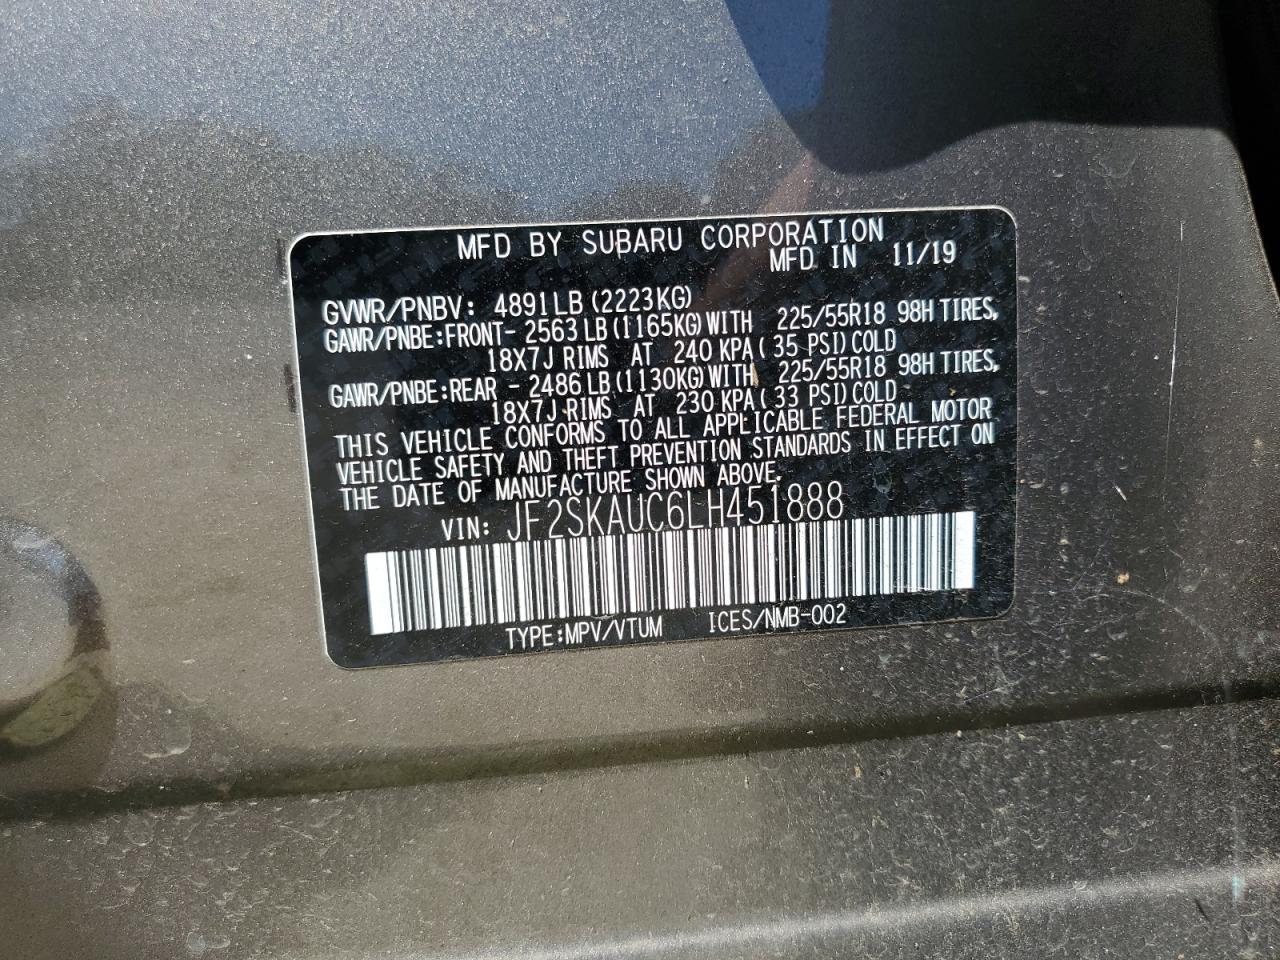 MFD BY SUBARU CORPORATION
MFD IN 11/19
GVWR/PNBV: 4891LB (2223KG)
GAWR/PNBE:FRONT- 2563 LB (1165KG) WITH 225/55R18 98H TIRES,
18X7J RIMS AT 240 KPA ( 35 PSI) COLD
GAWR/PNBE:REAR - 2486 LB (1130KG) WITH 225/55R18 98H TIRES,
18X7J RIMS AT 230 KPA ( 33 PSI) COLD
THIS VEHICLE CONFORMS TO ALL APPLICABLE FEDERAL MOTOR
VEHICLE SAFETY AND THEFT PREVENTION STANDARDS IN EFFECT ON
THE DATE OF MANUFACTURE SHOWN ABOVE.
VIN: JF2SKAUC6LH451888
TYPE:MPV/VTUM ICES/NMB-002